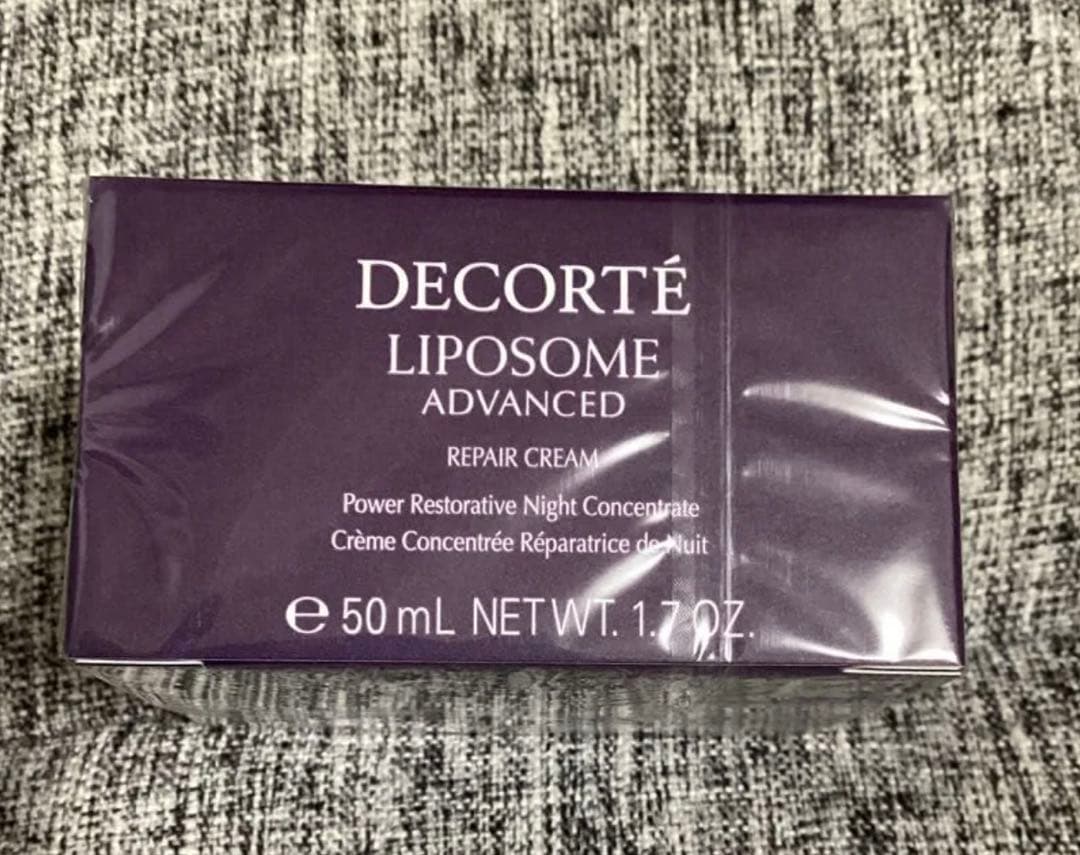 DECORTÉ
LIPOSOME
ADVANCED
REPAIR CREAM
Power Restorative Night Concentrate
Crème Concentrée Réparatrice de Nuit
℮ 50 mL NET WT. 1.7 OZ.